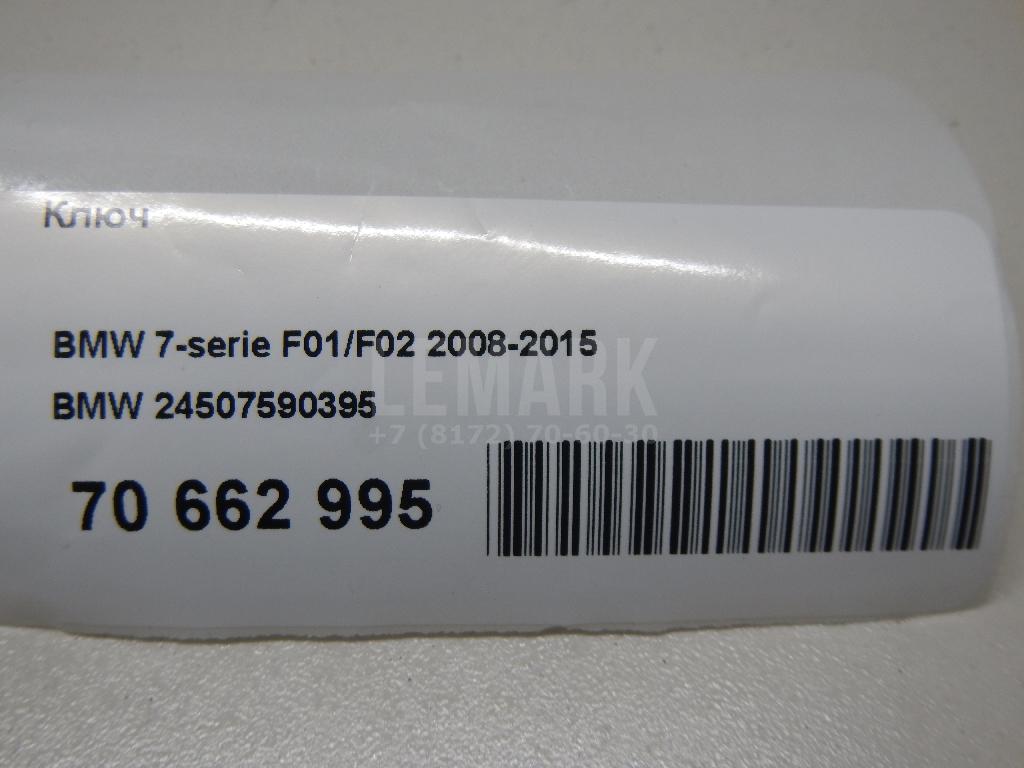 Ключ
BMW 7-serie F01/F02 2008-2015
LEMARK
BMW 24507590395
+7 (8172) 70-60-30
70 662 995